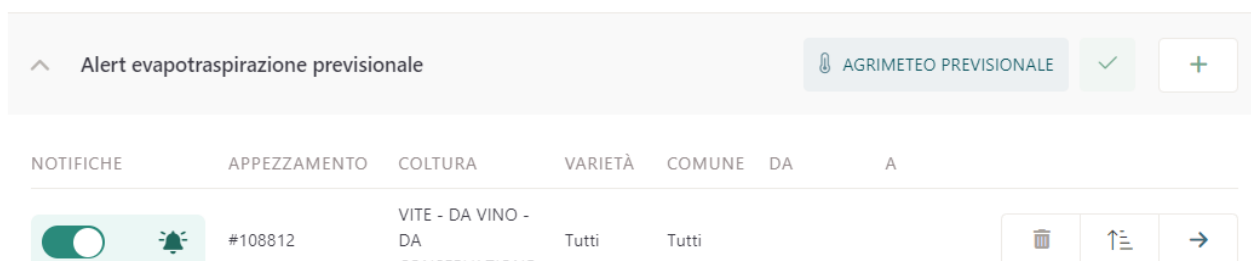 Alert evapotraspirazione previsionale
AGRIMETEO PREVISIONALE
NOTIFICHE APPEZZAMENTO COLTURA VARIETÀ COMUNE DA A
VITE - DA VINO -
#108812 DA Tutti Tutti